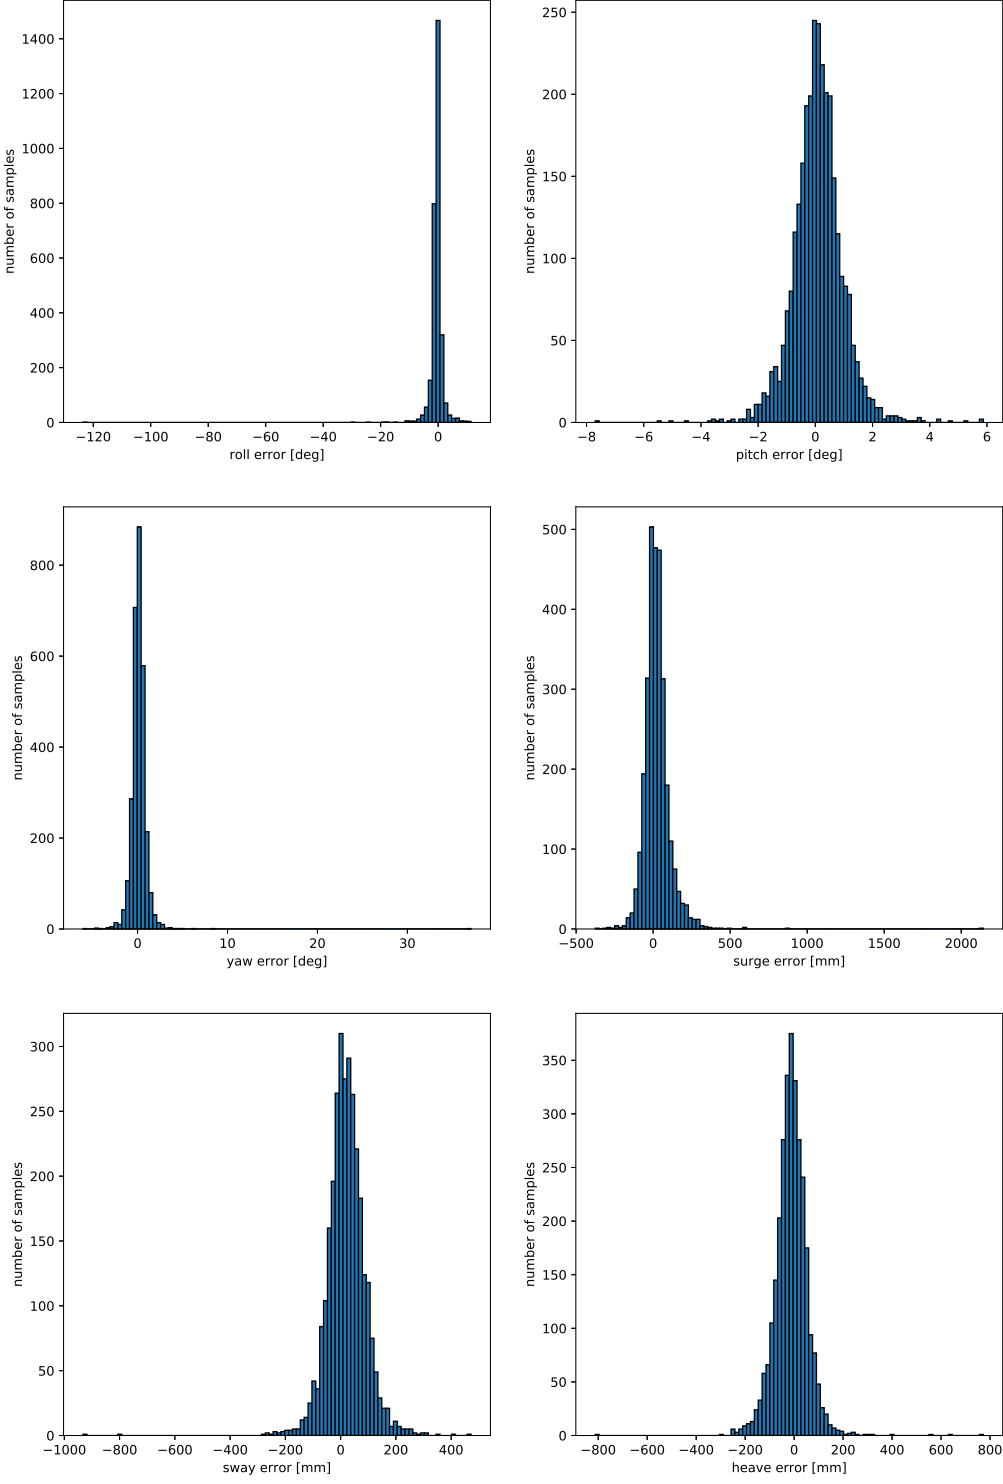 1400
1200
1000
800
600
400
200
0
number of samples
−120 −100 −80 −60 −40 −20 0
roll error [deg]
250
200
150
100
50
0
number of samples
−8 −6 −4 −2 0 2 4 6
pitch error [deg]
800
600
400
200
0
number of samples
0 10 20 30
yaw error [deg]
500
400
300
200
100
0
number of samples
−500 0 500 1000 1500 2000
surge error [mm]
300
250
200
150
100
50
0
number of samples
−1000 −800 −600 −400 −200 0 200 400
sway error [mm]
350
300
250
200
150
100
50
0
number of samples
−800 −600 −400 −200 0 200 400 600 800
heave error [mm]